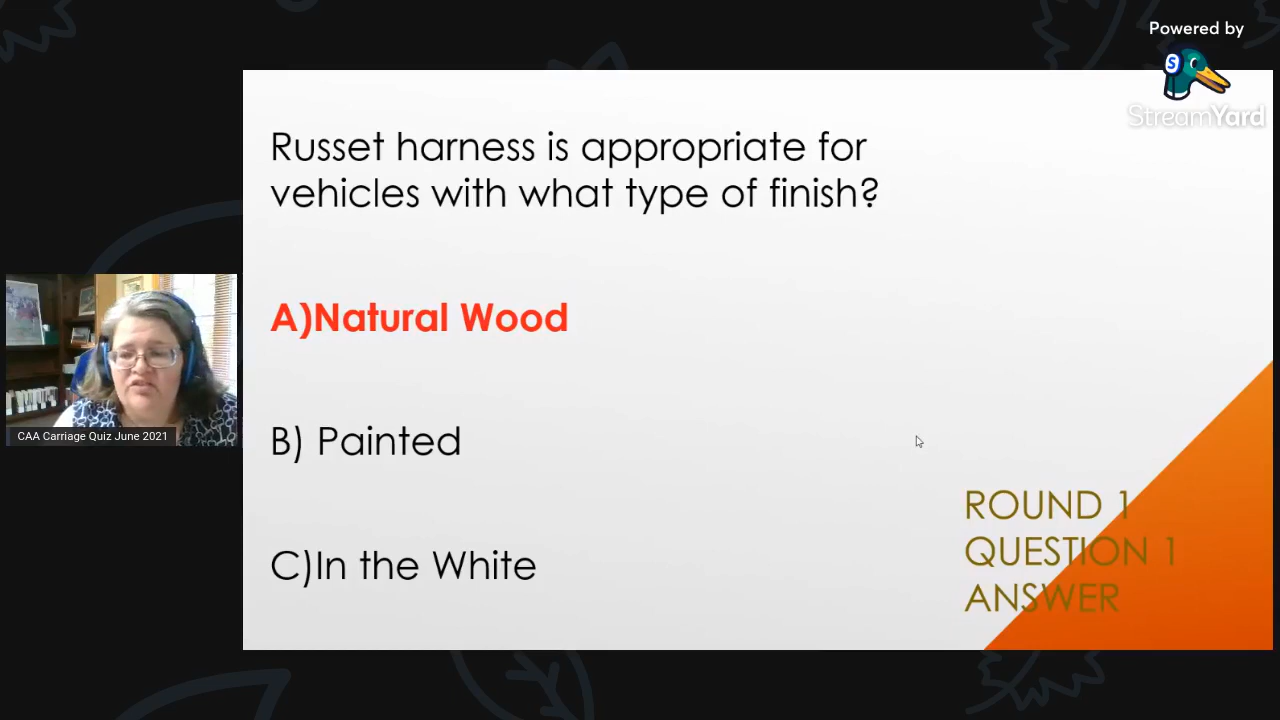 Powered by
StreamYard
Russet harness is appropriate for
vehicles with what type of finish?
A)Natural Wood
B) Painted
C)In the White
CAA Carriage Quiz June 2021
ROUND 1
QUESTION 1
ANSWER